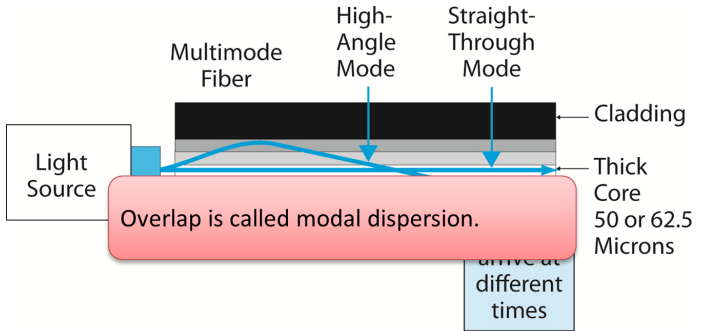 High-
Angle
Mode
Straight-
Through
Mode
Multimode
Fiber
Cladding
Light
Source
Thick
Core
50 or 62.5
Microns
Overlap is called modal dispersion.
arrive at
different
times